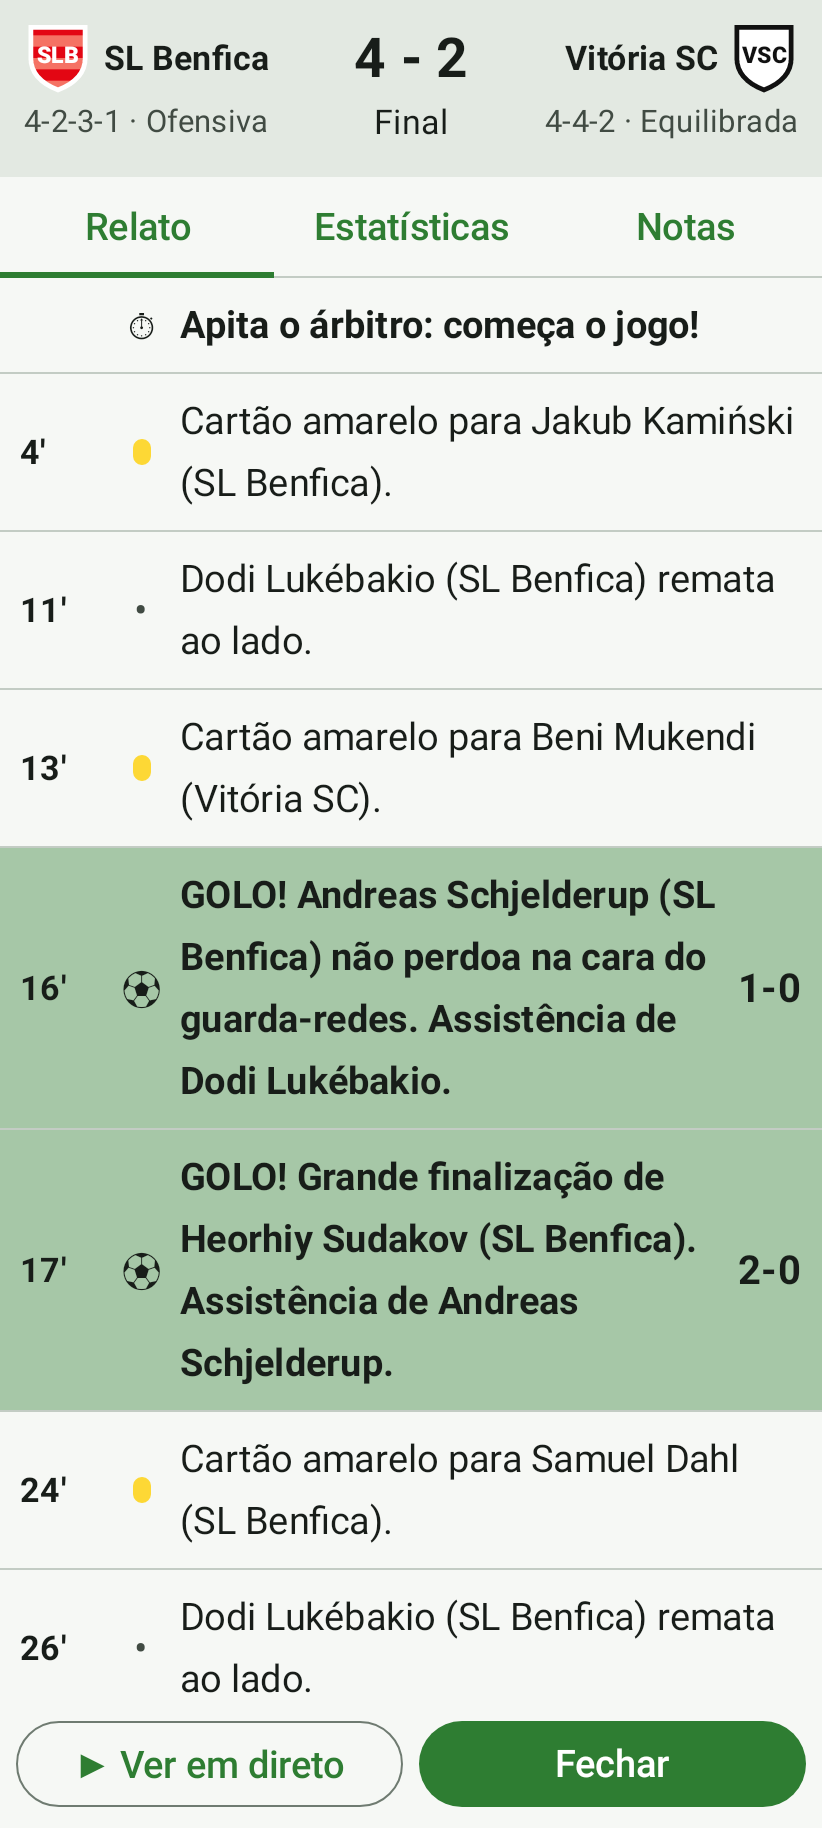 SLB SL Benfica 4 - 2 Vitória SC VSC
4-2-3-1 · Ofensiva Final 4-4-2 · Equilibrada
Relato Estatísticas Notas
Apita o árbitro: começa o jogo!
4' Cartão amarelo para Jakub Kamiński
(SL Benfica).
11' Dodi Lukébakio (SL Benfica) remata
ao lado.
13' Cartão amarelo para Beni Mukendi
(Vitória SC).
GOLO! Andreas Schjelderup (SL
Benfica) não perdoa na cara do
16' guarda-redes. Assistência de 1-0
Dodi Lukébakio.
GOLO! Grande finalização de
Heorhiy Sudakov (SL Benfica).
17' Assistência de Andreas 2-0
Schjelderup.
24' Cartão amarelo para Samuel Dahl
(SL Benfica).
26' Dodi Lukébakio (SL Benfica) remata
ao lado.
► Ver em direto Fechar